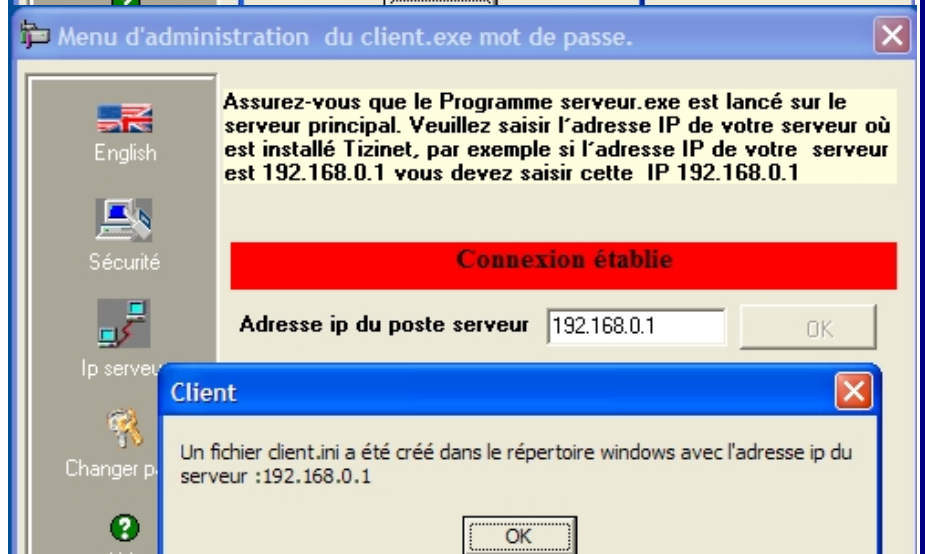 Menu d'administration du client.exe mot de passe.
Assurez-vous que le Programme serveur.exe est lancé sur le
serveur principal. Veuillez saisir l´adresse IP de votre serveur où
est installé Tizinet, par exemple si l´adresse IP de votre serveur
est 192.168.0.1 vous devez saisir cette IP 192.168.0.1
English
Sécurité
Connexion établie
Adresse ip du poste serveur 192.168.0.1 OK
Ip serveu
Changer p
Client
Un fichier client.ini a été créé dans le répertoire windows avec l'adresse ip du
serveur :192.168.0.1
OK